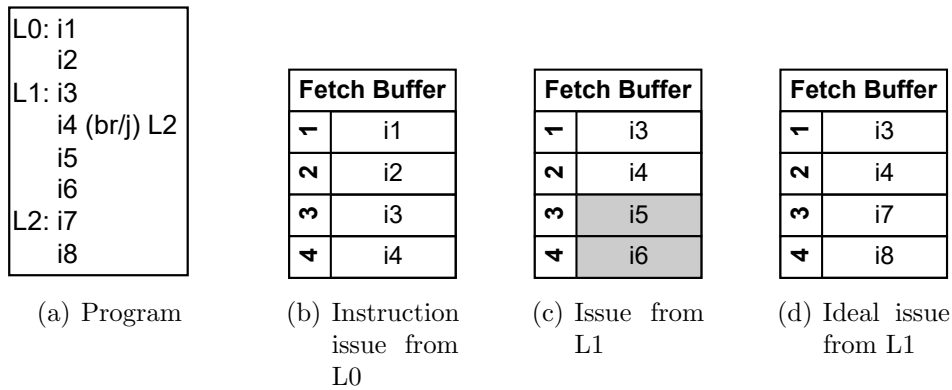 L0: i1
i2
L1: i3
i4 (br/j) L2
i5
i6
L2: i7
i8
(a) Program
Fetch Buffer
1 i1
2 i2
3 i3
4 i4
(b) Instruction
issue from
L0
Fetch Buffer
1 i3
2 i4
3 i5
4 i6
(c) Issue from
L1
Fetch Buffer
1 i3
2 i4
3 i7
4 i8
(d) Ideal issue
from L1